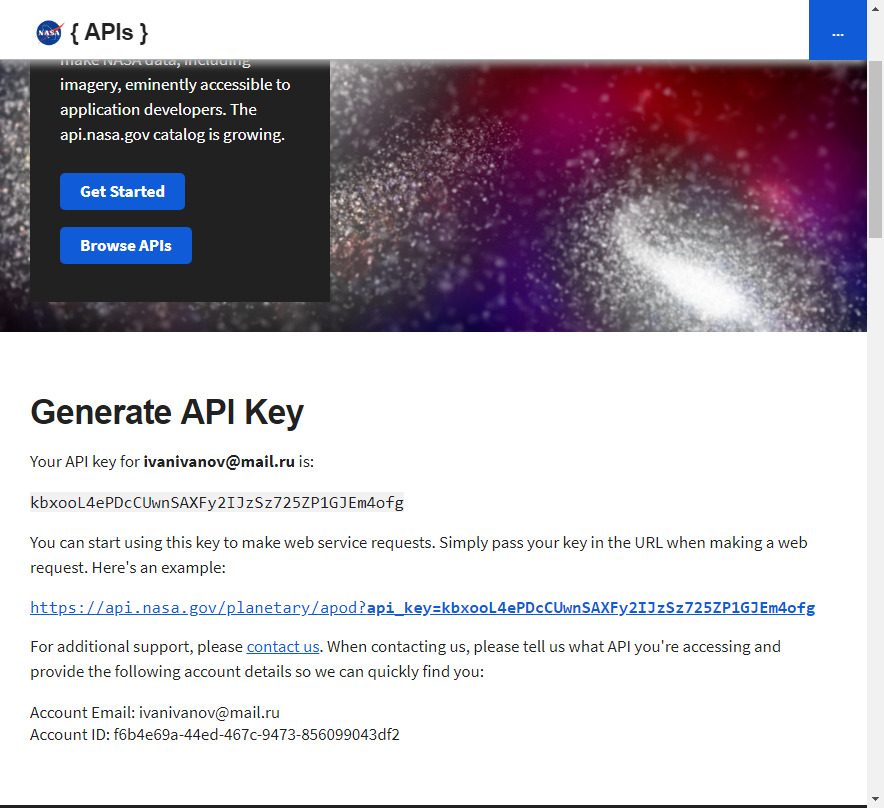 NASA { APIs }
...
make NASA data, including
imagery, eminently accessible to
application developers. The
api.nasa.gov catalog is growing.
Get Started
Browse APIs
Generate API Key
Your API key for ivanivanov@mail.ru is:
kbxooL4ePDcCUwnSAXFy2IJzSz725ZP1GJEm4ofg
You can start using this key to make web service requests. Simply pass your key in the URL when making a web
request. Here's an example:
https://api.nasa.gov/planetary/apod?api_key=kbxooL4ePDcCUwnSAXFy2IJzSz725ZP1GJEm4ofg
For additional support, please contact us. When contacting us, please tell us what API you're accessing and
provide the following account details so we can quickly find you:
Account Email: ivanivanov@mail.ru
Account ID: f6b4e69a-44ed-467c-9473-856099043df2